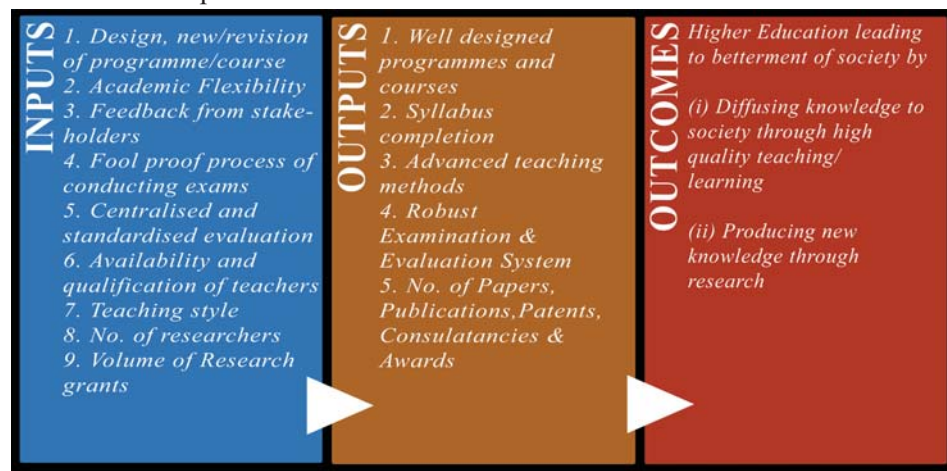 INPUTS
1. Design, new/revision
of programme/course
2. Academic Flexibility
3. Feedback from stake-
holders
4. Fool proof process of
conducting exams
5. Centralised and
standardised evaluation
6. Availability and
qualification of teachers
7. Teaching style
8. No. of researchers
9. Volume of Research
grants
OUTPUTS
1. Well designed
programmes and
courses
2. Syllabus
completion
3. Advanced teaching
methods
4. Robust
Examination &
Evaluation System
5. No. of Papers,
Publications,Patents,
Consulatancies &
Awards
OUTCOMES
Higher Education leading
to betterment of society by
(i) Diffusing knowledge to
society through high
quality teaching/
learning
(ii) Producing new
knowledge through
research